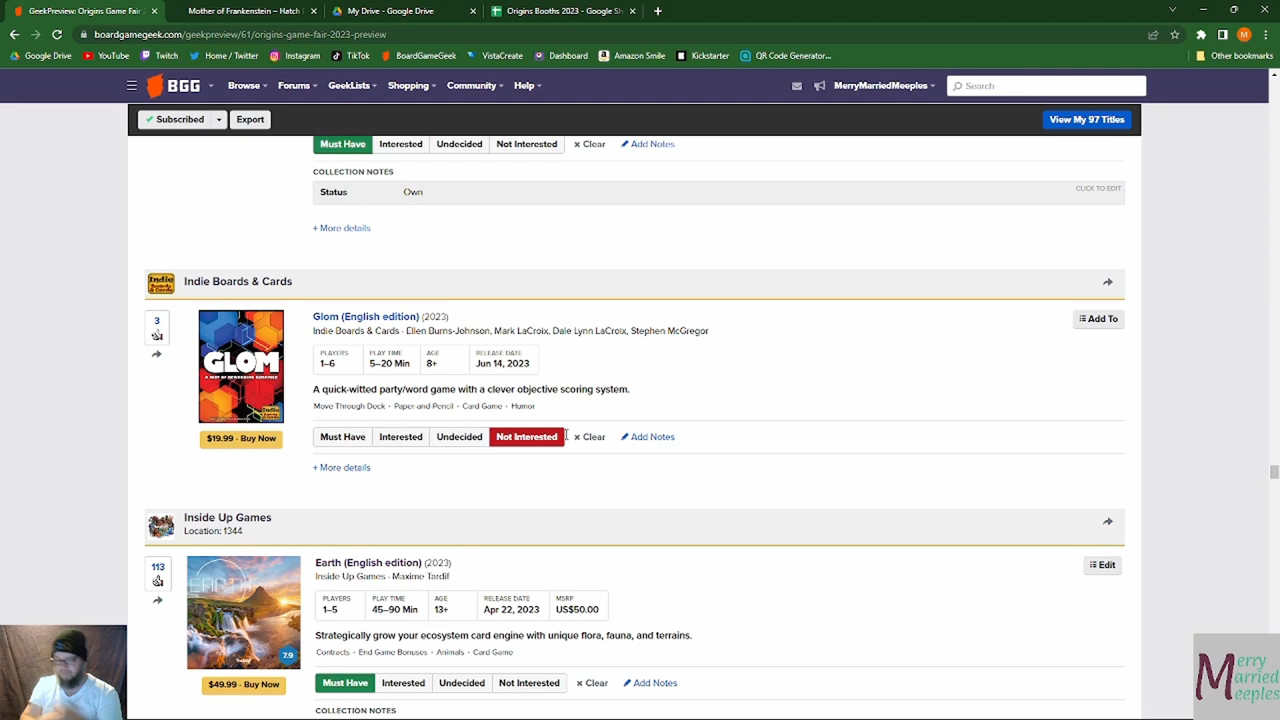 GeekPreview: Origins Game Fair 2
Mother of Frankenstein – Hatch E
My Drive - Google Drive
Origins Booths 2023 - Google Sh
boardgamegeek.com/geekpreview/61/origins-game-fair-2023-preview
Google Drive
YouTube
Twitch
Home / Twitter
Instagram
TikTok
BoardGameGeek
VistaCreate
Dashboard
Amazon Smile
Kickstarter
QR Code Generator...
Other bookmarks
BGG
Browse
Forums
GeekLists
Shopping
Community
Help
MerryMarriedMeeples
Search
Subscribed
Export
View My 97 Titles
Must Have
Interested
Undecided
Not Interested
× Clear
Add Notes
COLLECTION NOTES
Status Own
CLICK TO EDIT
+ More details
Indie Boards & Cards
Indie Boards & Cards
3
GLOM
$19.99 - Buy Now
Glom (English edition) (2023)
Add To
Indie Boards & Cards · Ellen Burns-Johnson, Mark LaCroix, Dale Lynn LaCroix, Stephen McGregor
PLAYERS
1–6
PLAY TIME
5–20 Min
AGE
8+
RELEASE DATE
Jun 14, 2023
A quick-witted party/word game with a clever objective scoring system.
Move Through Deck · Paper-and-Pencil · Card Game · Humor
Must Have
Interested
Undecided
Not Interested
× Clear
Add Notes
+ More details
Inside Up Games
Location: 1344
113
EARTH
7.9
$49.99 - Buy Now
Earth (English edition) (2023)
Edit
Inside Up Games · Maxime Tardif
PLAYERS
1–5
PLAY TIME
45–90 Min
AGE
13+
RELEASE DATE
Apr 22, 2023
MSRP
US$50.00
Strategically grow your ecosystem card engine with unique flora, fauna, and terrains.
Contracts · End Game Bonuses · Animals · Card Game
Must Have
Interested
Undecided
Not Interested
× Clear
Add Notes
COLLECTION NOTES
Merry
Married
Meeples